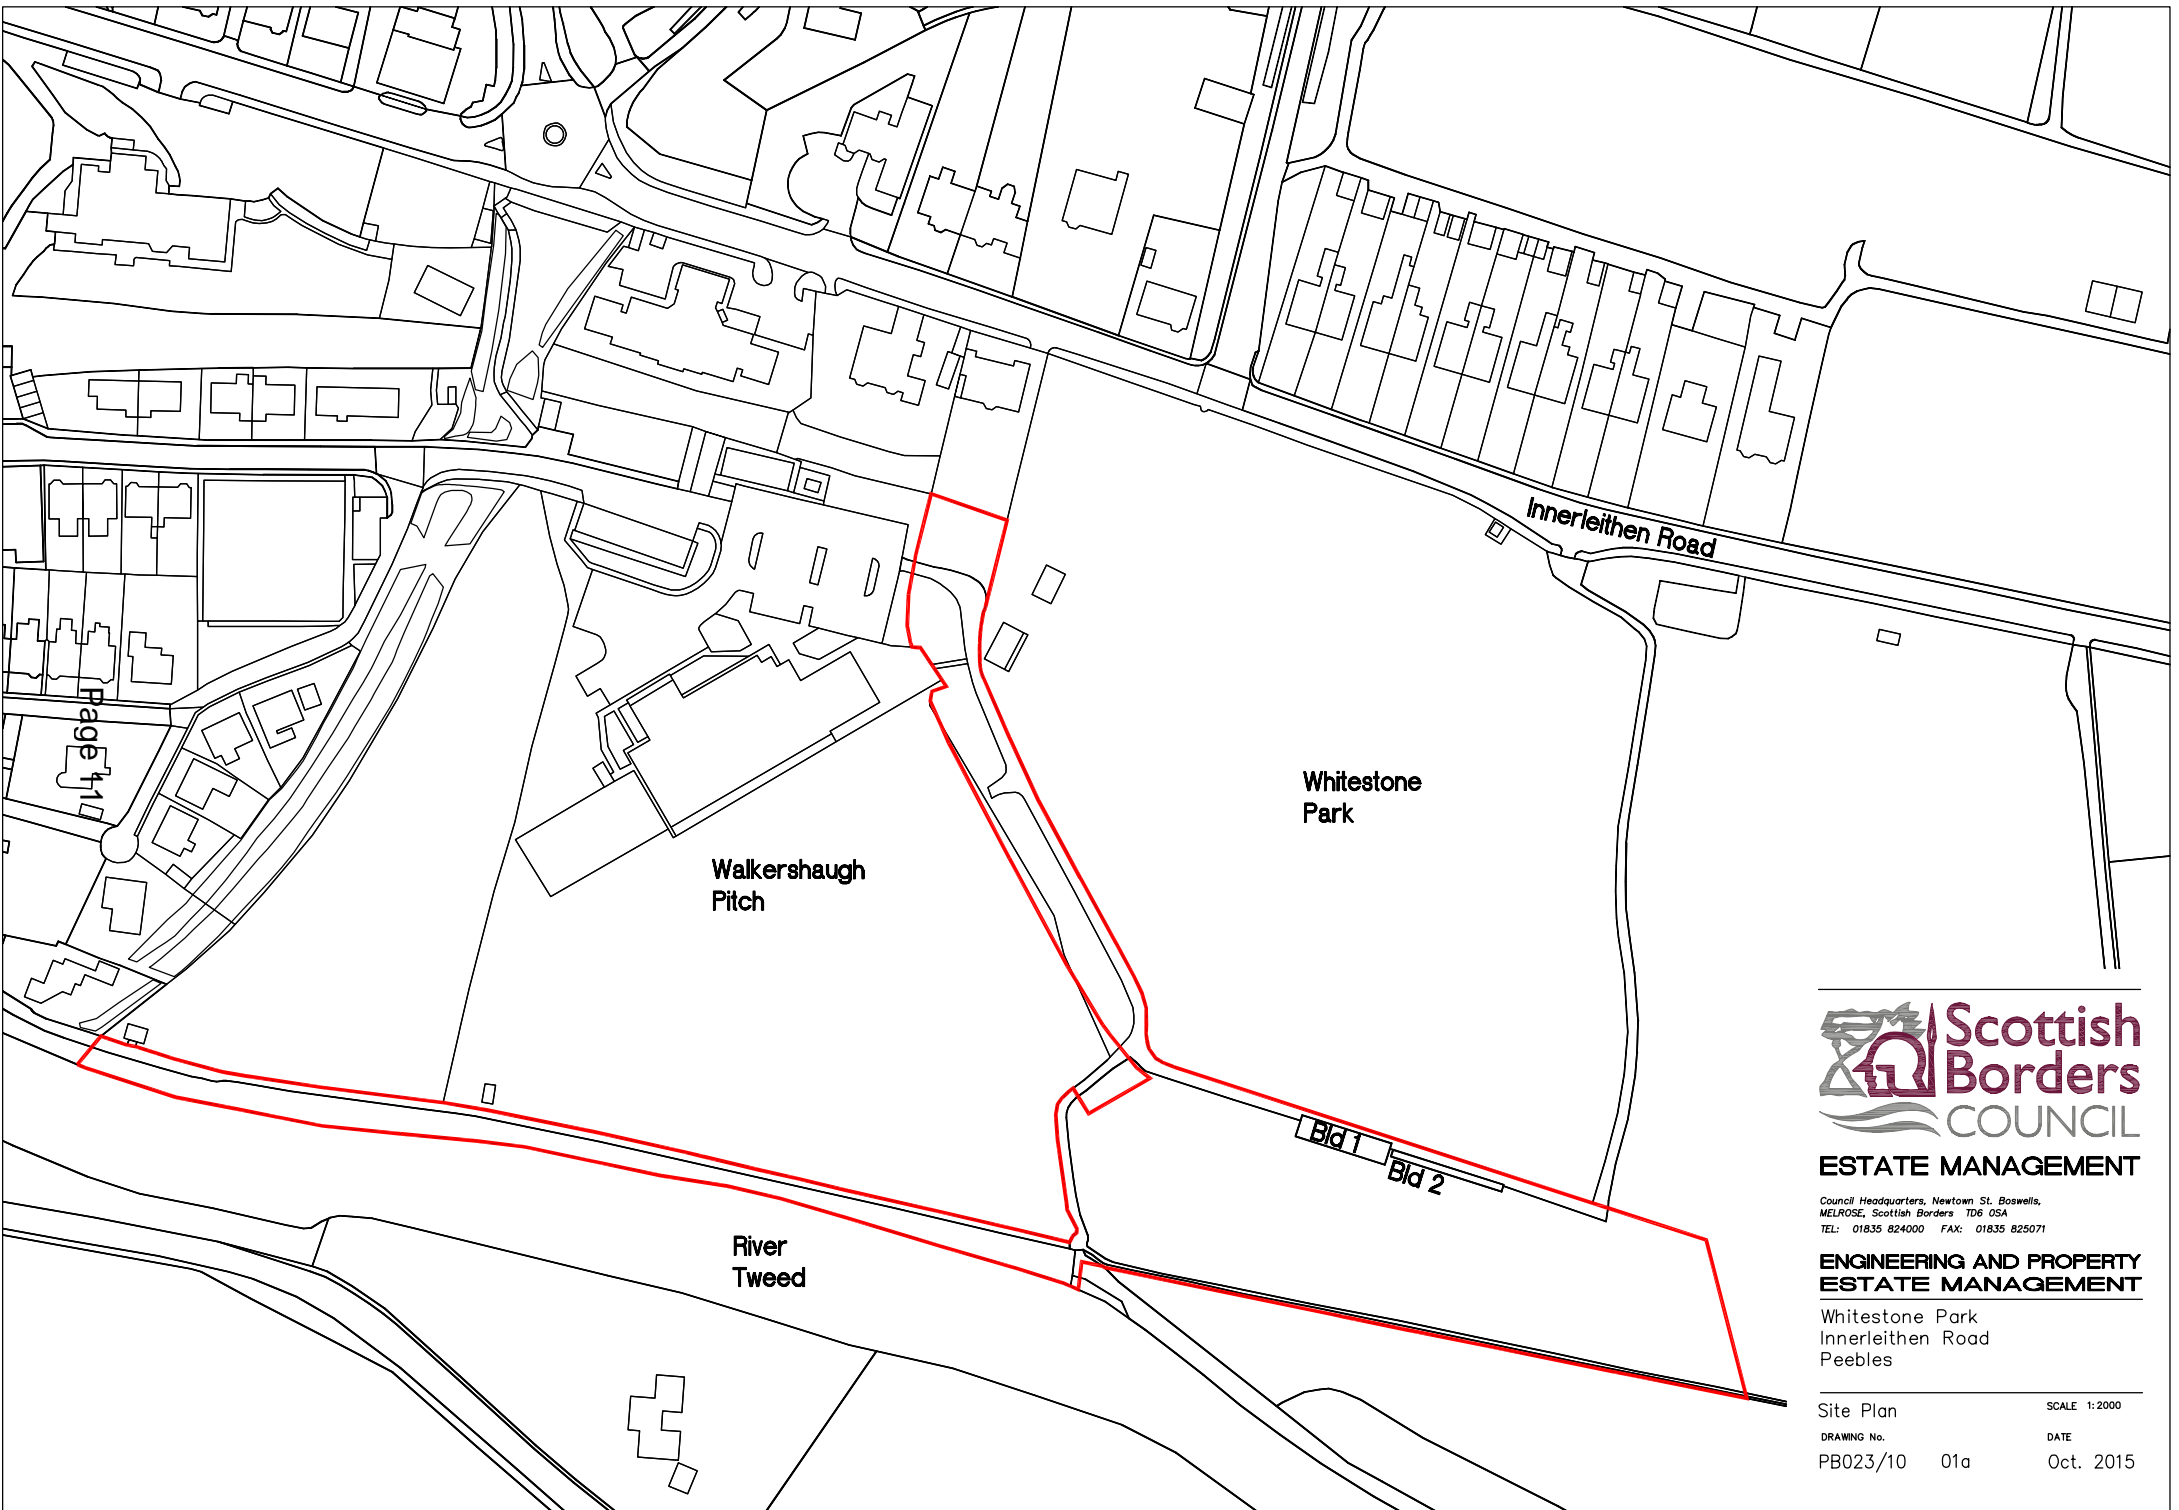 Innerleithen Road
Page 11
Whitestone
Park
Walkershaugh
Pitch
Bld 1
Bld 2
River
Tweed
Scottish
Borders
COUNCIL
ESTATE MANAGEMENT
Council Headquarters, Newtown St. Boswells,
MELROSE, Scottish Borders TD6 0SA
TEL: 01835 824000 FAX: 01835 825071
ENGINEERING AND PROPERTY
ESTATE MANAGEMENT
Whitestone Park
Innerleithen Road
Peebles
Site Plan SCALE 1:2000
DRAWING No. DATE
PB023/10 01a Oct. 2015